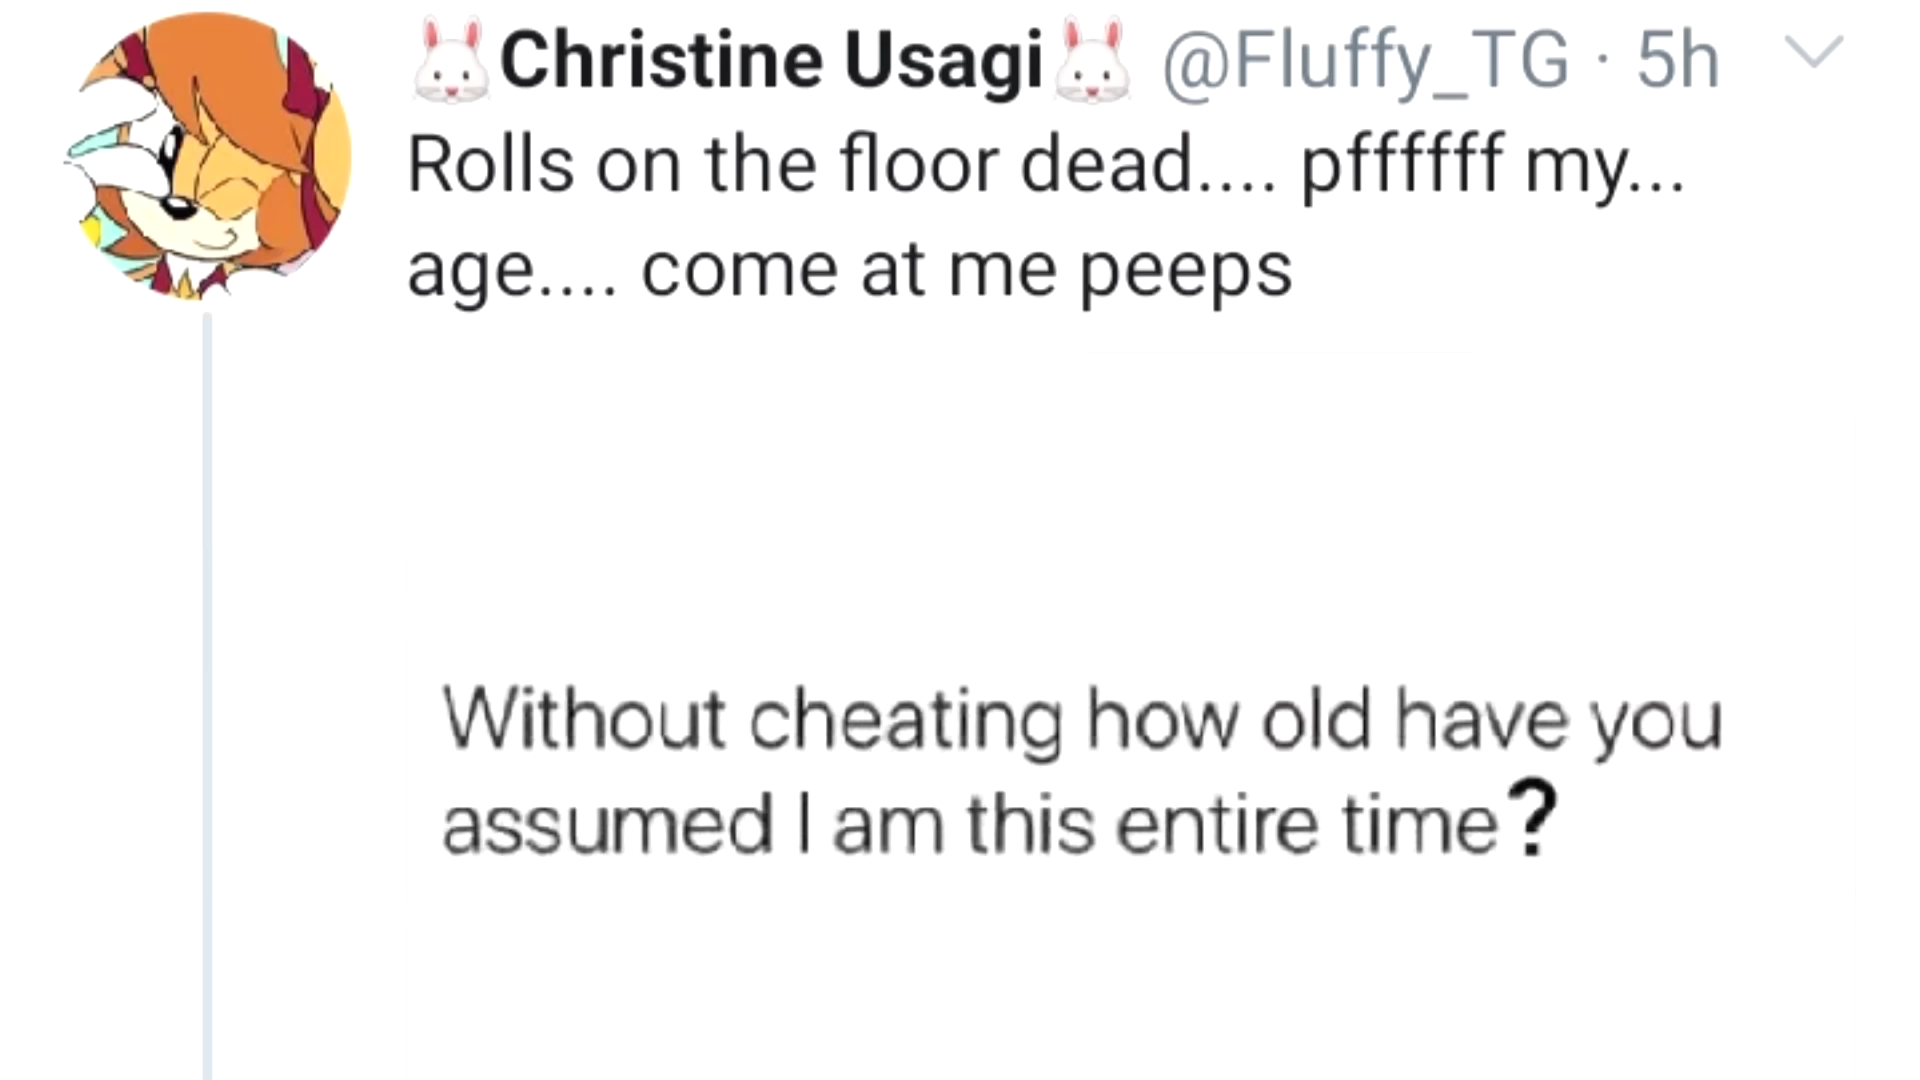 🐰Christine Usagi🐰 @Fluffy_TG · 5h
Rolls on the floor dead.... pffffff my...
age.... come at me peeps
Without cheating how old have you
assumed I am this entire time?